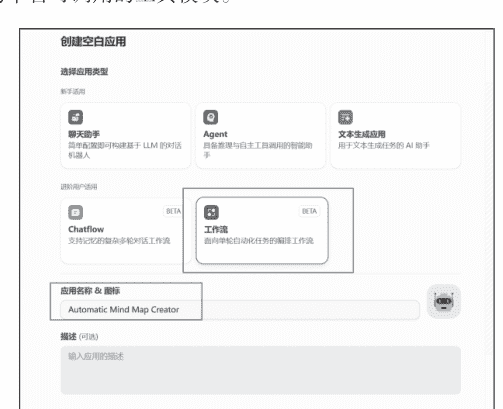 创建空白应用
选择应用类型
新手适用
聊天助手
简单配置即可构建基于 LLM 的对话
机器人
Agent
具备推理与自主工具调用的智能助
手
文本生成应用
用于文本生成任务的 AI 助手
进阶用户适用
BETA
Chatflow
支持记忆的复杂多轮对话工作流
BETA
工作流
面向单轮自动化任务的编排工作流
应用名称 & 图标
Automatic Mind Map Creator
描述 (可选)
输入应用的描述